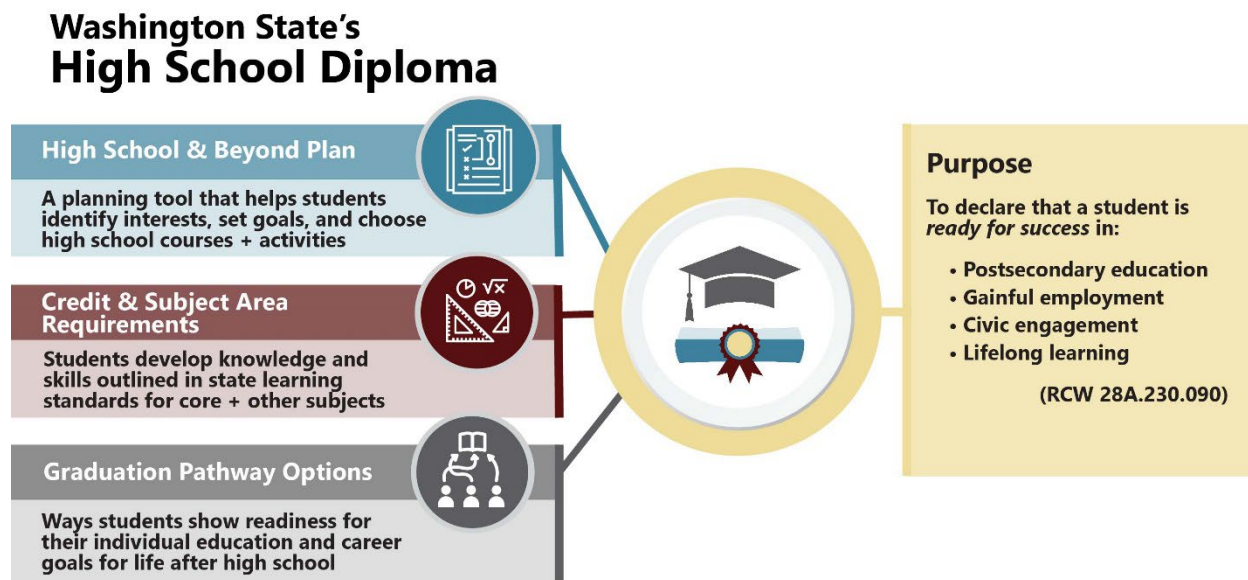 Washington State's
High School Diploma
High School & Beyond Plan
A planning tool that helps students
identify interests, set goals, and choose
high school courses + activities
Credit & Subject Area
Requirements
Students develop knowledge and
skills outlined in state learning
standards for core + other subjects
√x
Graduation Pathway Options
Ways students show readiness for
their individual education and career
goals for life after high school
Purpose
To declare that a student is
ready for success in:
• Postsecondary education
• Gainful employment
• Civic engagement
• Lifelong learning
(RCW 28A.230.090)